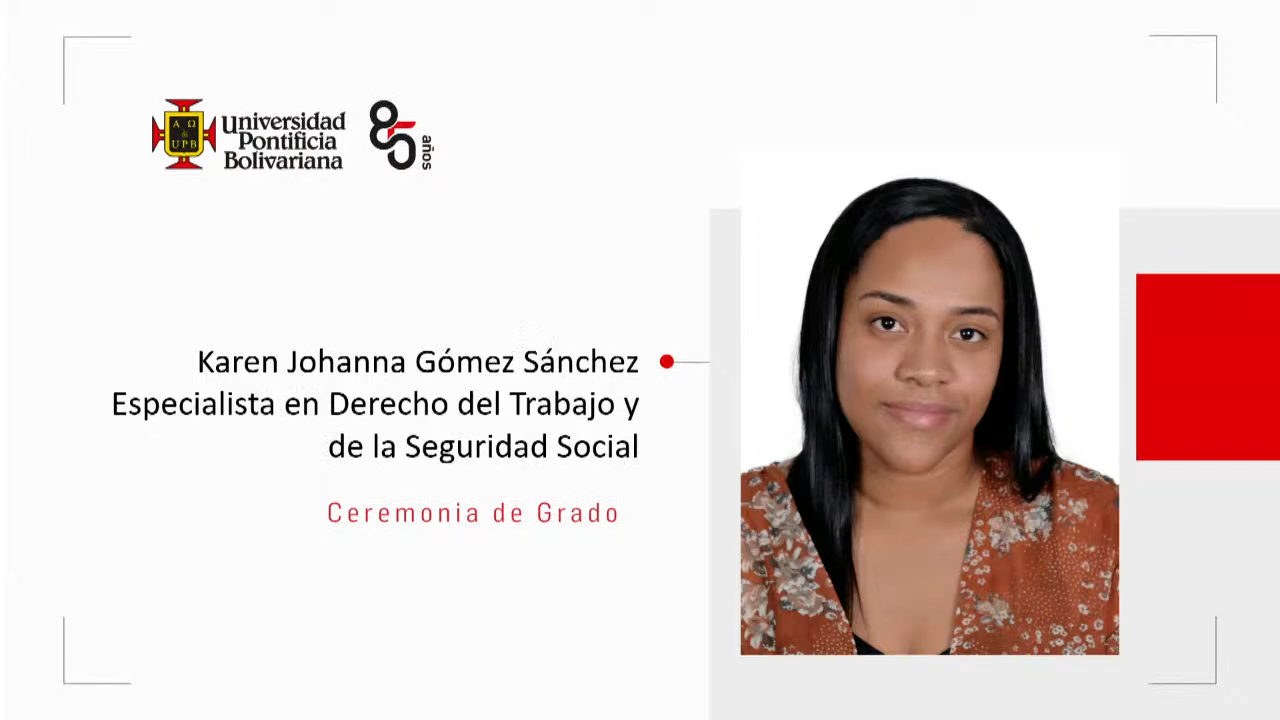 Α Ω
&
UPB
Universidad
Pontificia
Bolivariana
85
años
Karen Johanna Gómez Sánchez
Especialista en Derecho del Trabajo y
de la Seguridad Social
Ceremonia de Grado